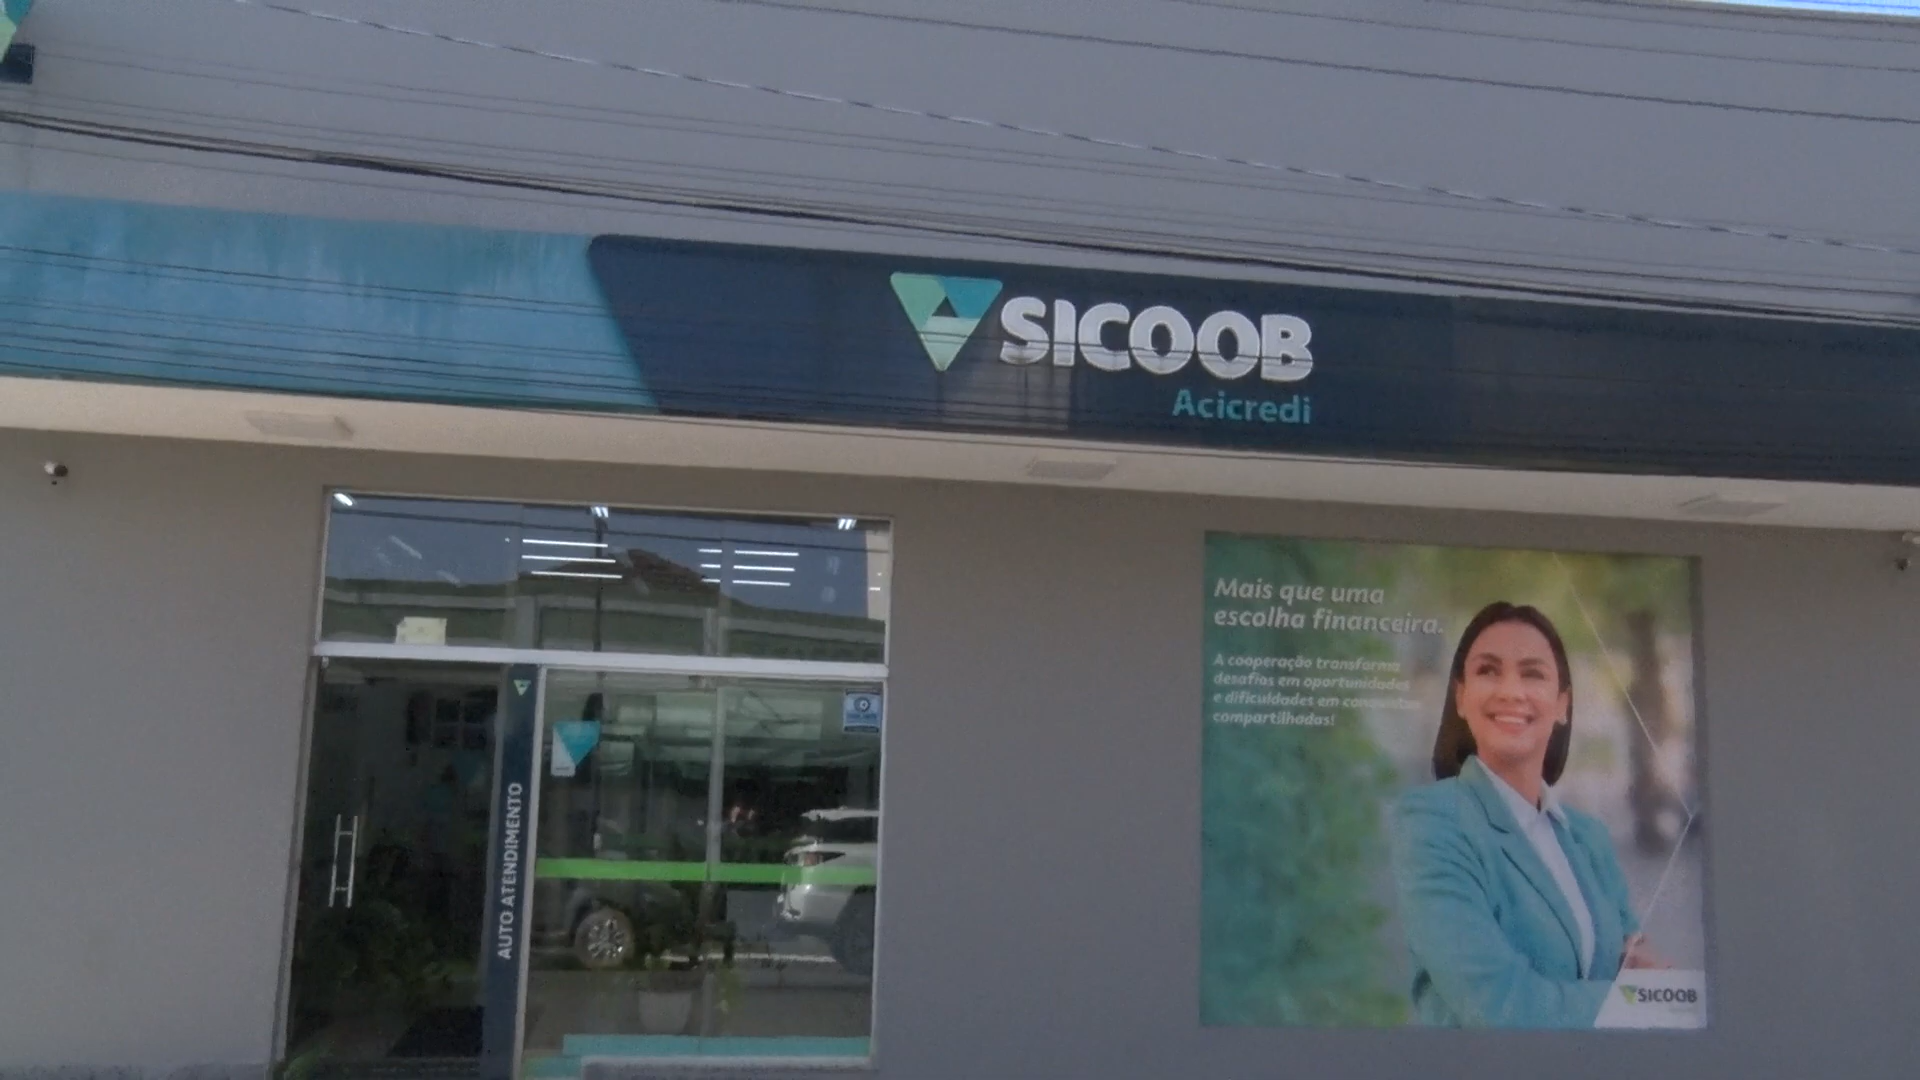 SICOOB
Acicredi
Mais que uma
escolha financeira.
A cooperação transforma
desafios em oportunidades
e dificuldades em conquistas
compartilhadas!
AUTO ATENDIMENTO
SICOOB